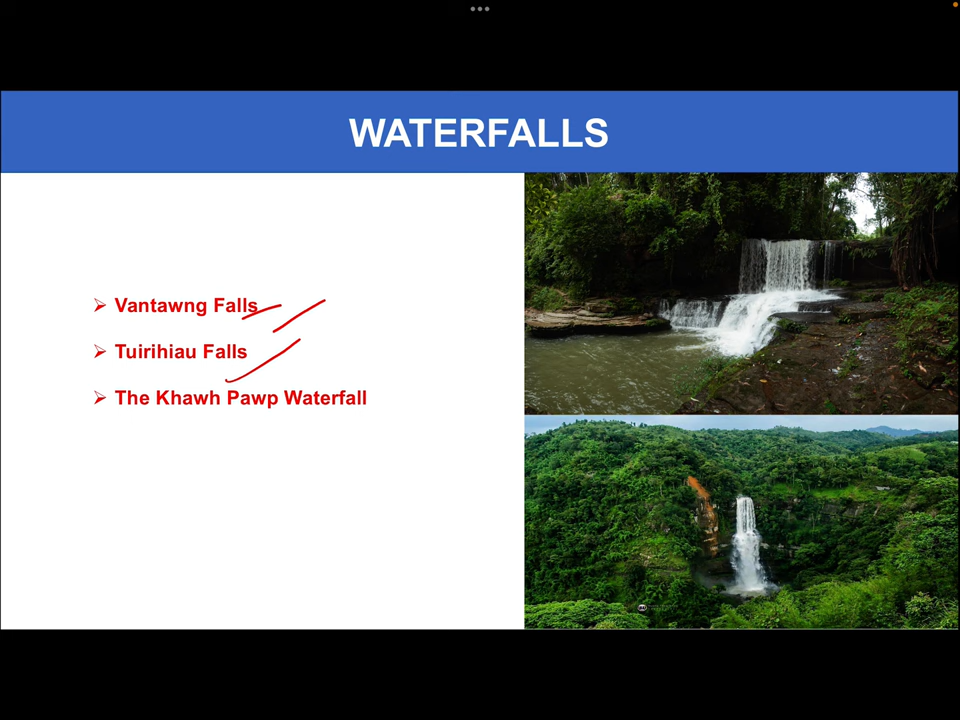 WATERFALLS
Vantawng Falls
Tuirihiau Falls
The Khawh Pawp Waterfall